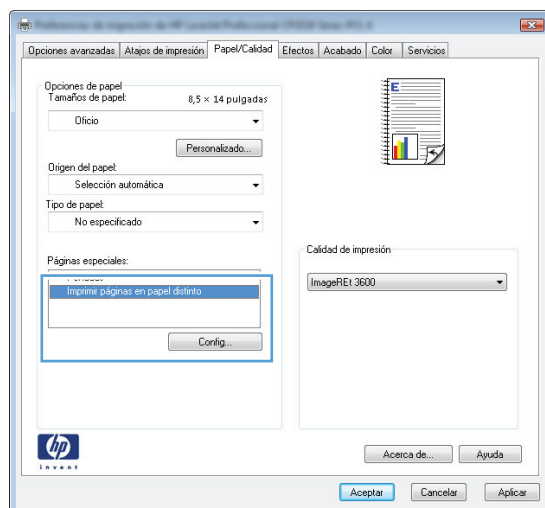 Opciones avanzadas Atajos de impresión Papel/Calidad Efectos Acabado Color Servicios
Opciones de papel
Tamaños de papel: 8,5 × 14 pulgadas
Oficio
Personalizado...
Origen del papel:
Selección automática
Tipo de papel:
No especificado
Páginas especiales:
Imprimir páginas en papel distinto
Config...
E
Calidad de impresión
ImageREt 3600
hp
invent
Acerca de... Ayuda
Aceptar Cancelar Aplicar